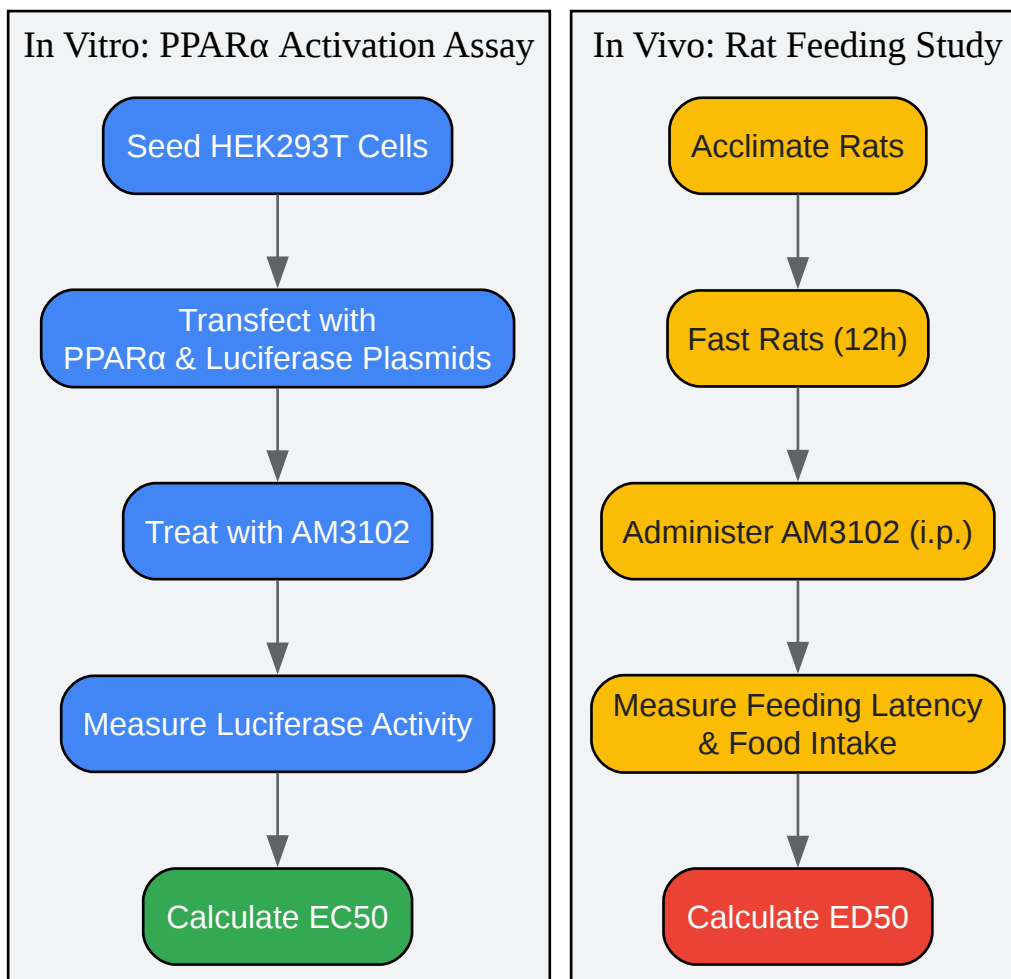 In Vitro: PPARα Activation Assay
Seed HEK293T Cells
Transfect with
PPARα & Luciferase Plasmids
Treat with AM3102
Measure Luciferase Activity
Calculate EC50
In Vivo: Rat Feeding Study
Acclimate Rats
Fast Rats (12h)
Administer AM3102 (i.p.)
Measure Feeding Latency
& Food Intake
Calculate ED50